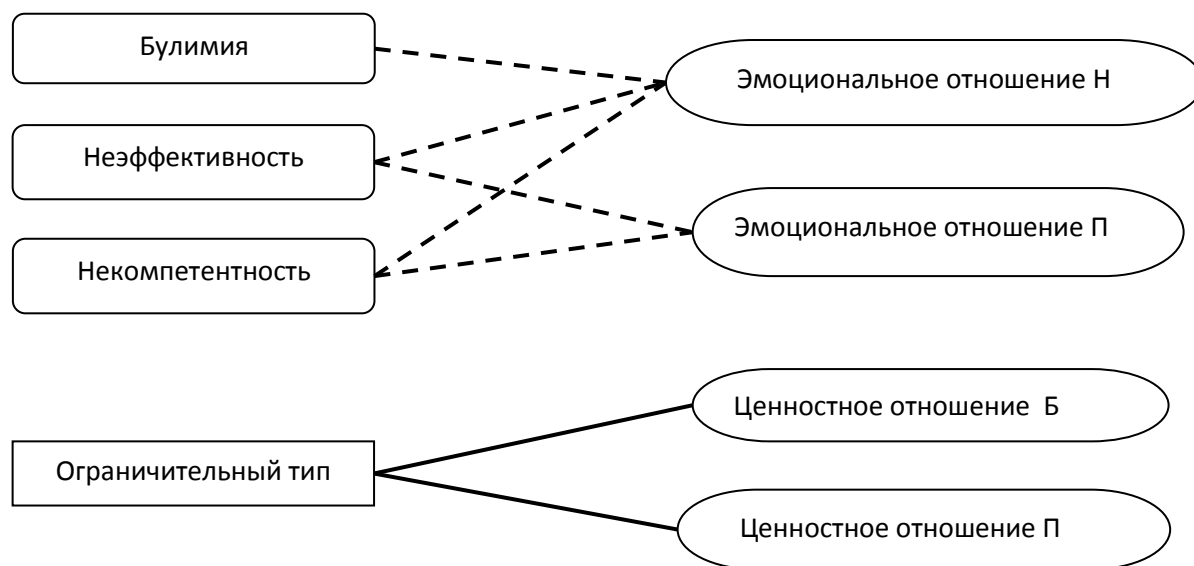 Булимия
Эмоциональное отношение Н
Неэффективность
Эмоциональное отношение П
Некомпетентность
Ценностное отношение Б
Ограничительный тип
Ценностное отношение П